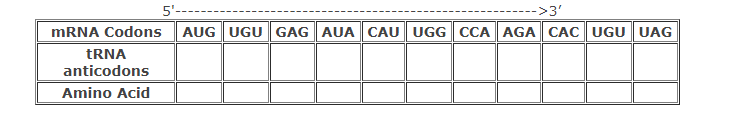 5'------------------------------------------------------>3’
mRNA Codons AUG UGU GAG AUA CAU UGG CCA AGA CAC UGU UAG
tRNA
anticodons
Amino Acid